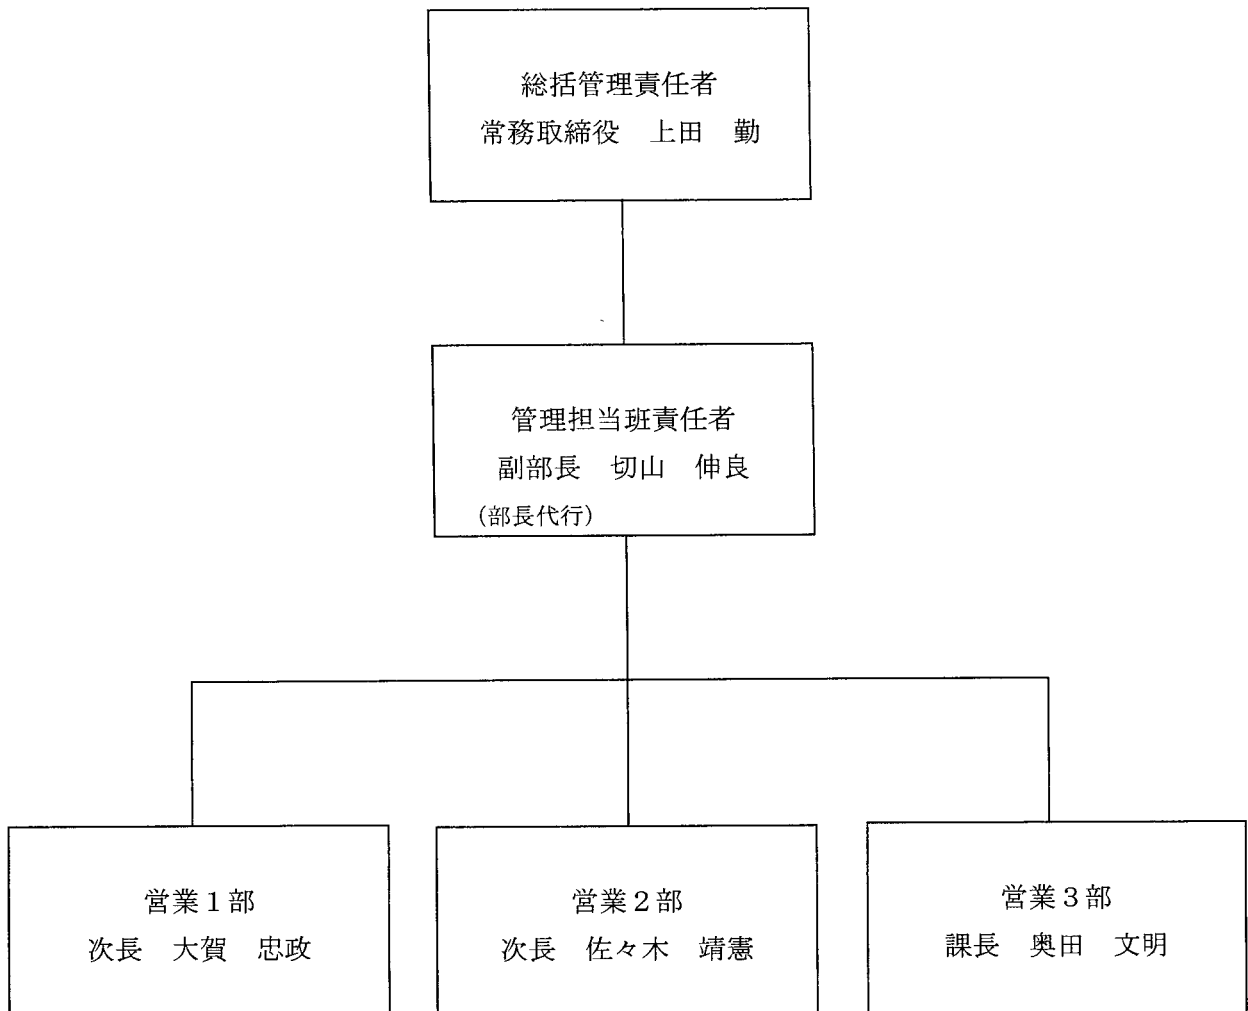 総括管理責任者
常務取締役　上田　勤
管理担当班責任者
副部長　切山　伸良
（部長代行）
営業１部
次長　大賀　忠政
営業２部
次長　佐々木　靖憲
営業３部
課長　奥田　文明